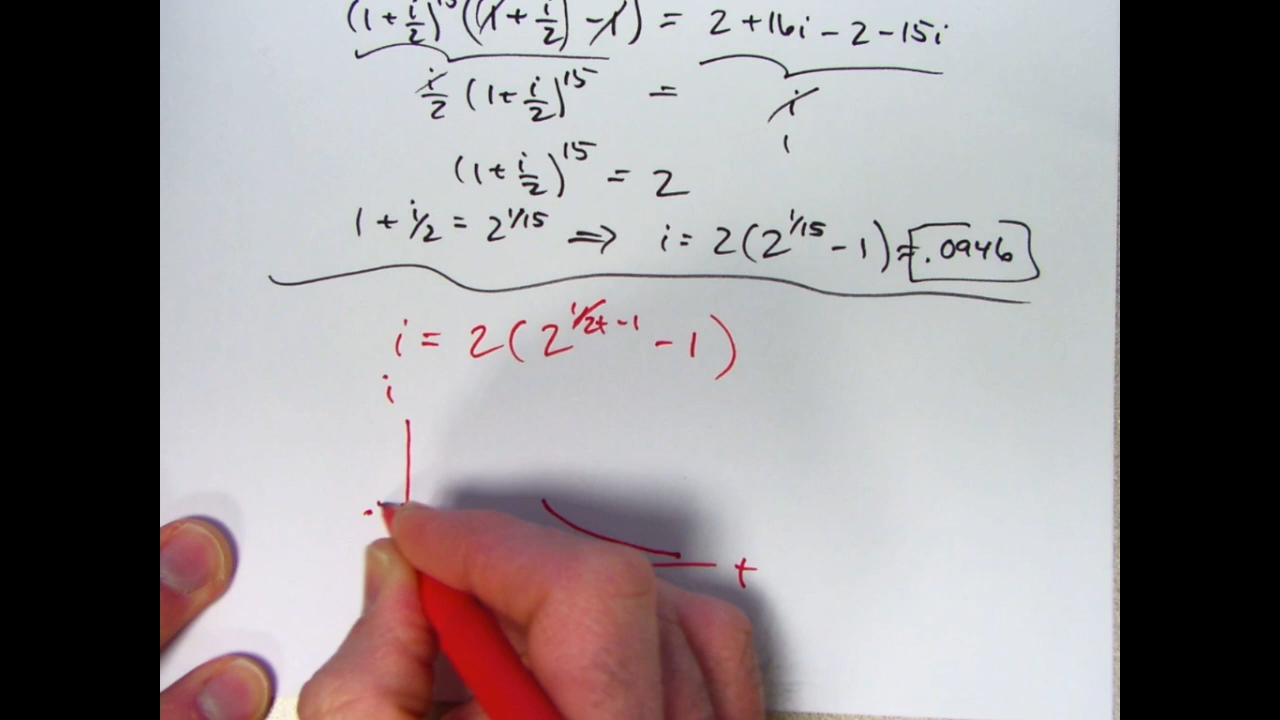 (1+i/2)^15((1+i/2)-1) = 2+16i-2-15i
i/2(1+i/2)^15 = i
1
(1+i/2)^15 = 2
1+i/2 = 2^1/15 ⇒ i = 2(2^1/15 - 1) = .0946
i = 2(2^1/2t-1 - 1)
i
t